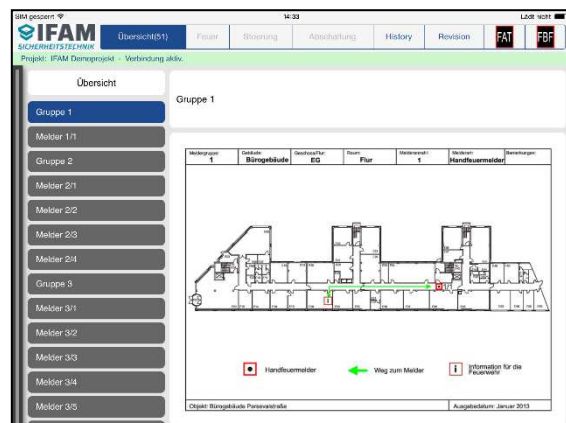 SIM gesperrt
14:33
Lädt nicht
IFAM
SICHERHEITSTECHNIK
Übersicht(51)
Feuer
Stoerung
Abschaltung
History
Revision
FAT
FBF
Projekt: IFAM Demoprojekt - Verbindung aktiv.
Übersicht
Gruppe 1
Melder 1/1
Gruppe 2
Melder 2/1
Melder 2/2
Melder 2/3
Melder 2/4
Gruppe 3
Melder 3/1
Melder 3/2
Melder 3/3
Melder 3/4
Melder 3/5
Gruppe 1
Meldergruppe: Gebäude: Geschoss/Flur: Raum: Melderanzahl: Melderart: Bemerkungen:
1 Bürogebäude EG Flur 1 Handfeuermelder
1/1
Handfeuermelder
Weg zum Melder
Information für die
Feuerwehr
Objekt: Bürogebäude Parsevalstraße
Ausgabedatum: Januar 2013